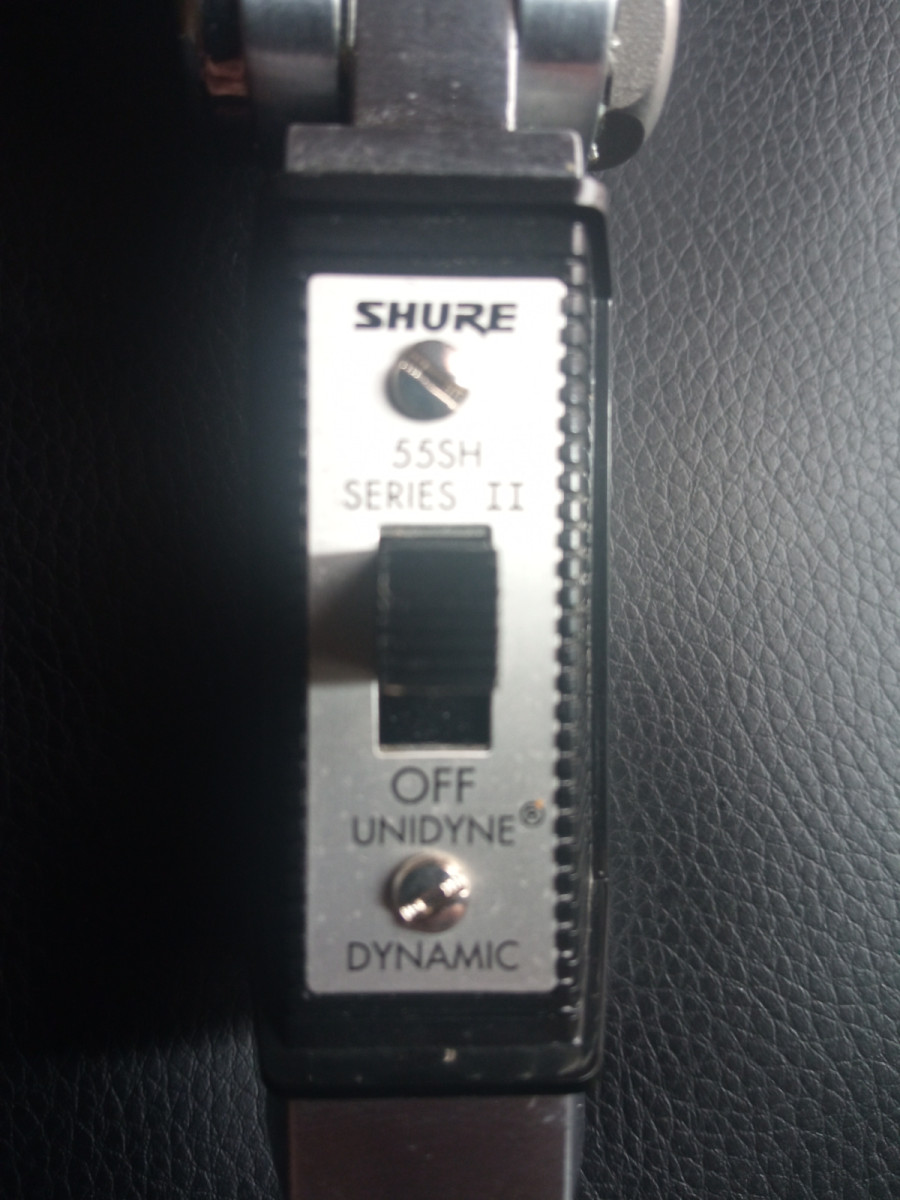 SHURE
55SH
SERIES II
OFF
UNIDYNE®
DYNAMIC